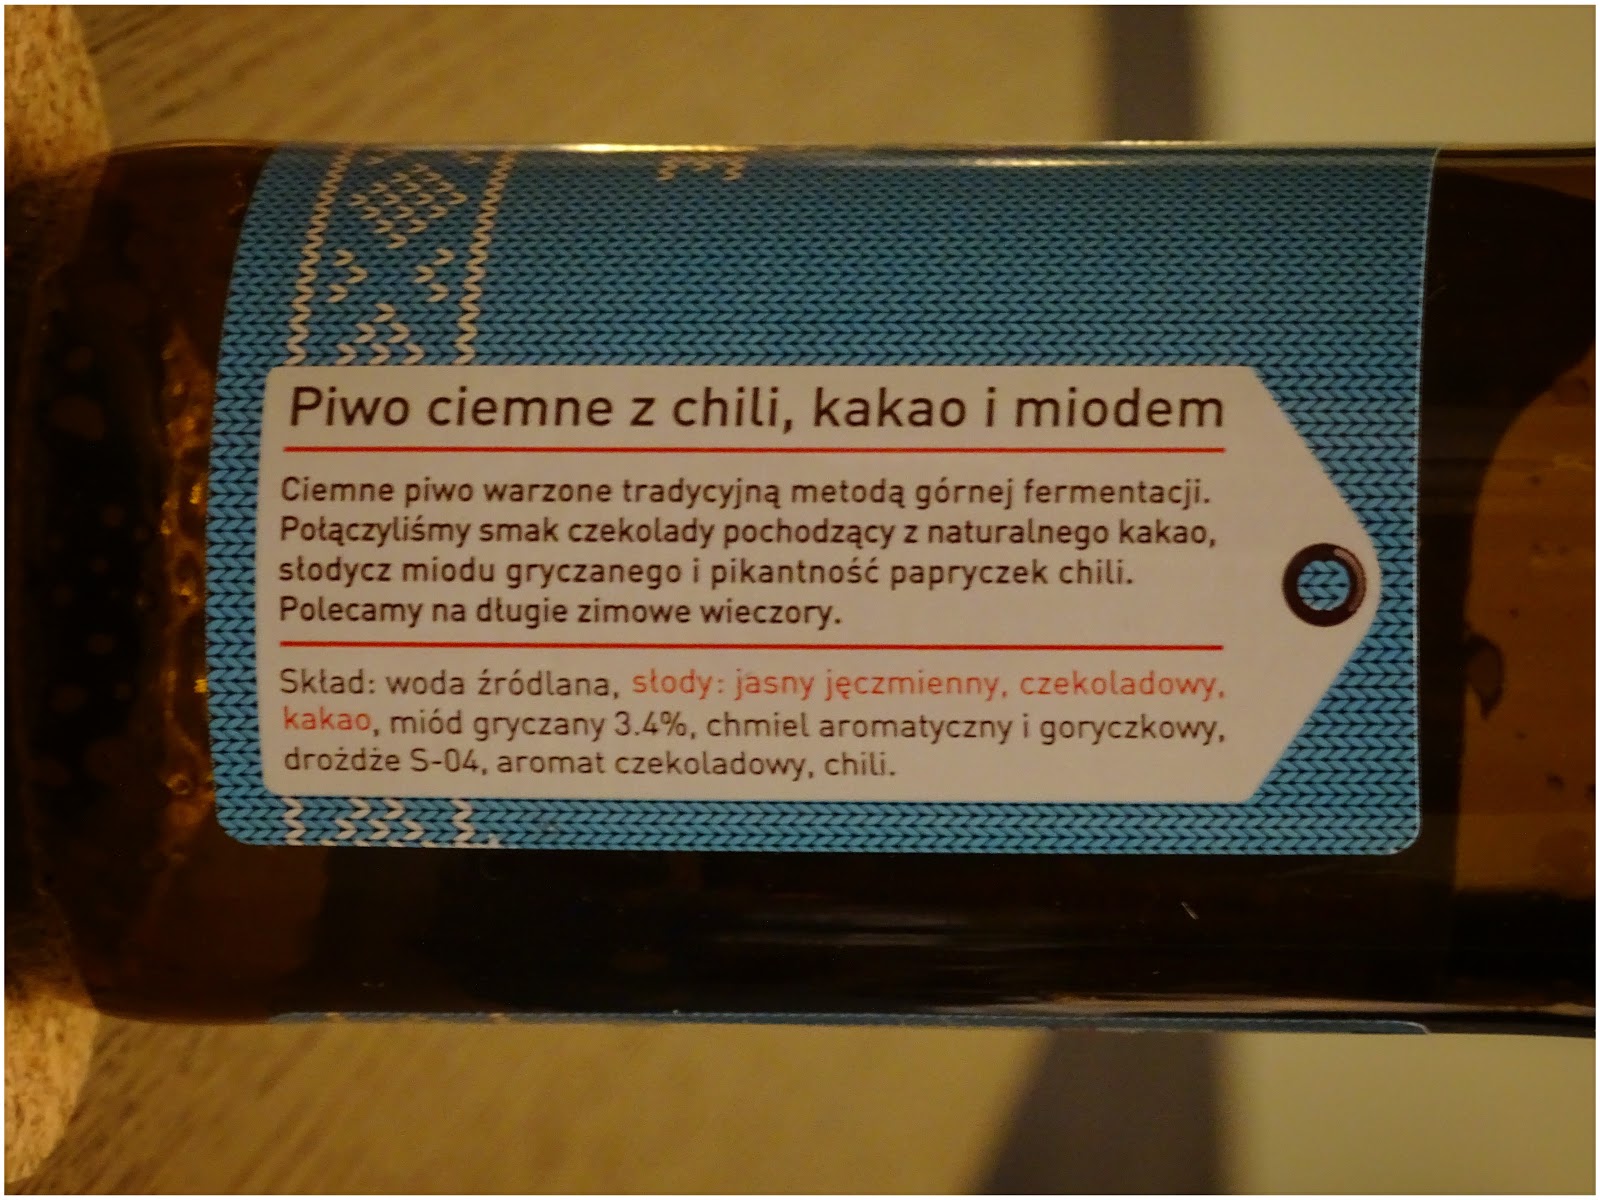 Piwo ciemne z chili, kakao i miodem
Ciemne piwo warzone tradycyjną metodą górnej fermentacji.
Połączyliśmy smak czekolady pochodzący z naturalnego kakao,
słodycz miodu gryczanego i pikantność papryczek chili.
Polecamy na długie zimowe wieczory.
Skład: woda źródlana, słody: jasny jęczmienny, czekoladowy,
kakao, miód gryczany 3.4%, chmiel aromatyczny i goryczkowy,
drożdże S-04, aromat czekoladowy, chili.